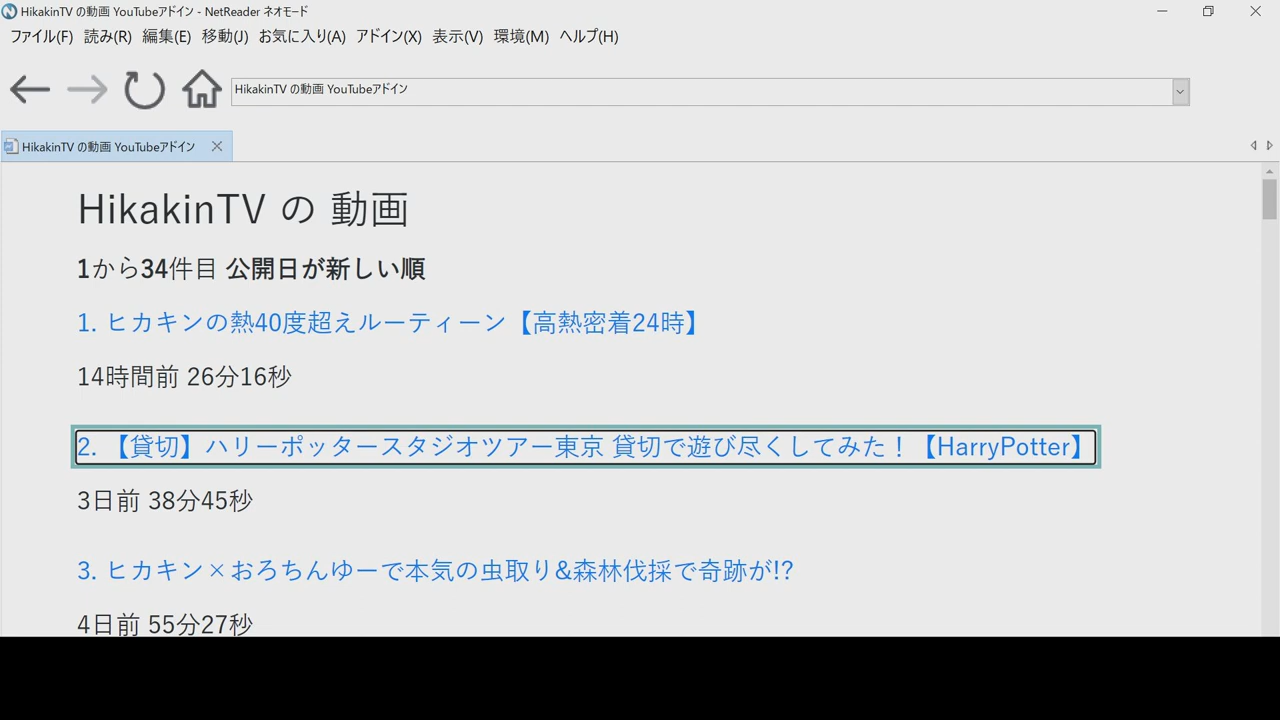 HikakinTV の動画 YouTubeアドイン - NetReader ネオモード
ファイル(F) 読み(R) 編集(E) 移動(J) お気に入り(A) アドイン(X) 表示(V) 環境(M) ヘルプ(H)
HikakinTV の動画 YouTubeアドイン
HikakinTV の動画 YouTubeアドイン
HikakinTV の 動画
1から34件目 公開日が新しい順
1. ヒカキンの熱40度超えルーティーン【高熱密着24時】
14時間前 26分16秒
2. 【貸切】ハリーポッタースタジオツアー東京 貸切で遊び尽くしてみた！【HarryPotter】
3日前 38分45秒
3. ヒカキン×おろちんゆーで本気の虫取り&森林伐採で奇跡が!?
4日前 55分27秒